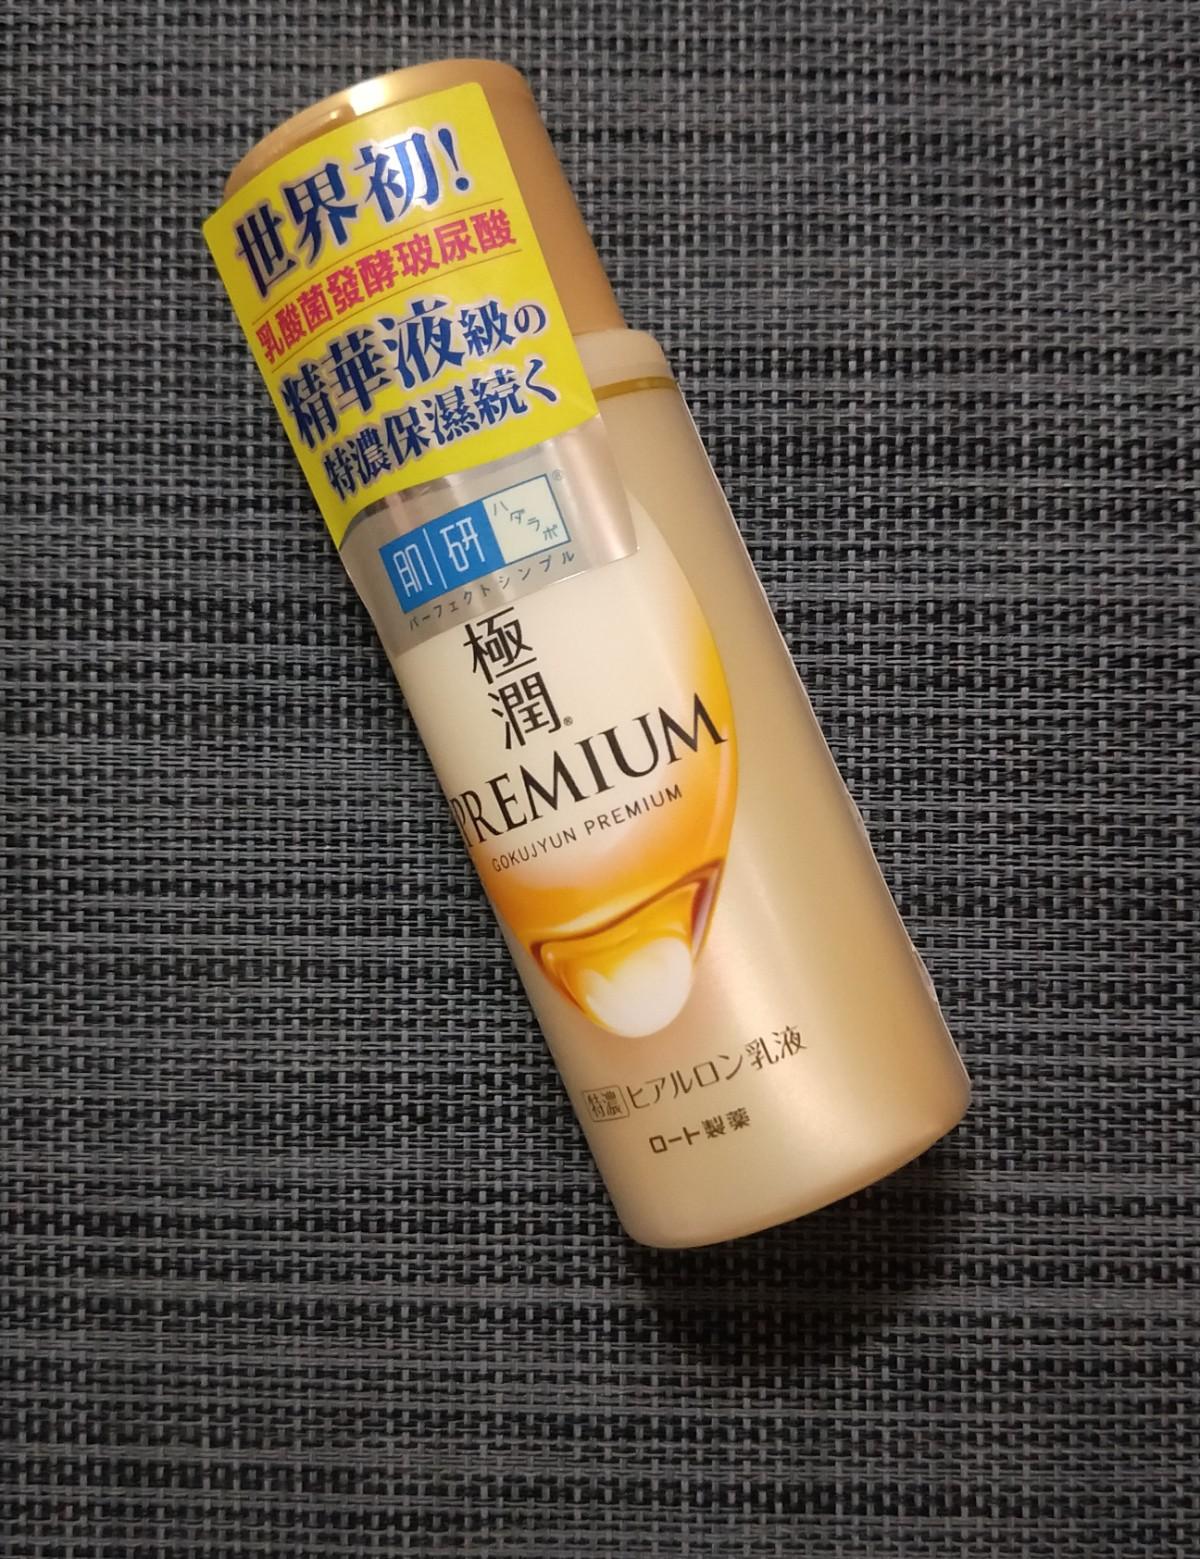 世界初!
乳酸菌發酵玻尿酸
精華液級の
特濃保濕続く
肌研 ハダラボ®
パーフェクトシンプル
極潤®
PREMIUM
GOKUJYUN PREMIUM
特濃 ヒアルロン乳液
ロート製薬